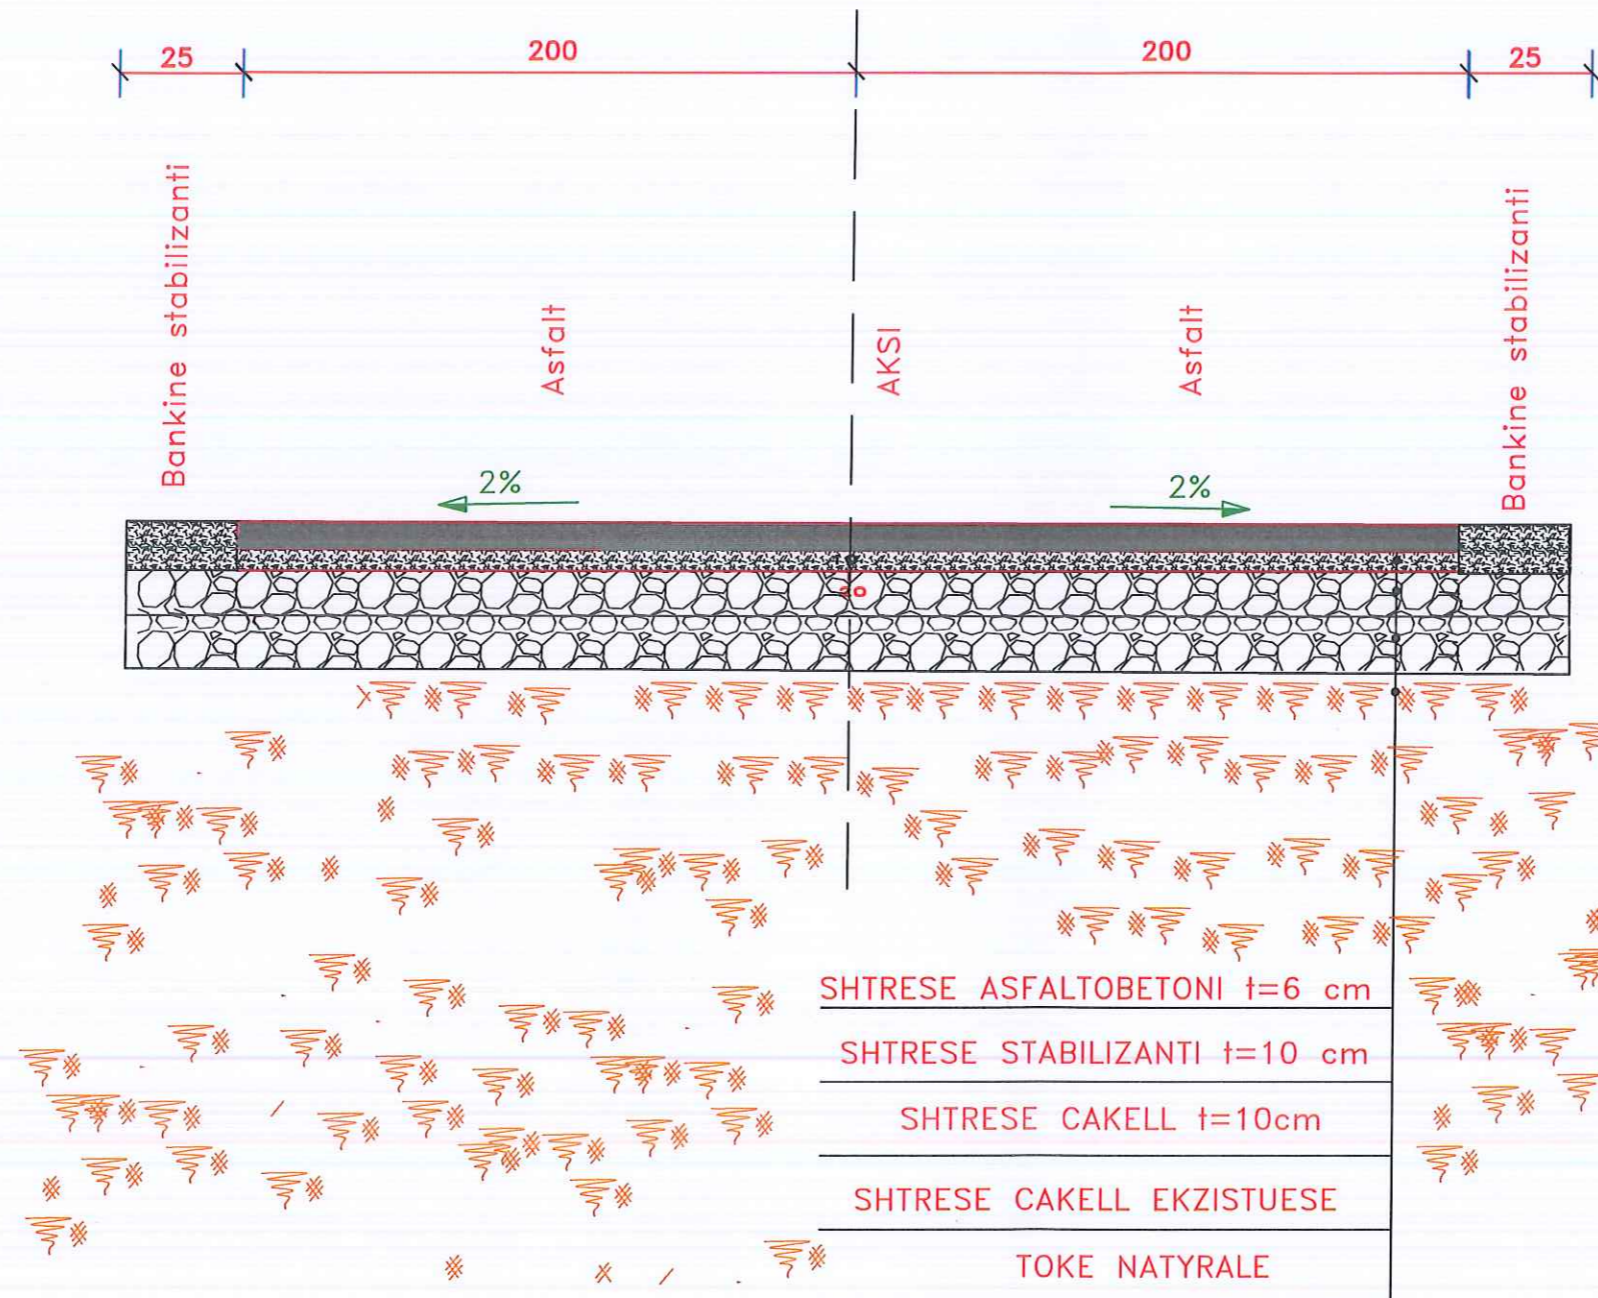 25 200 200 25
Bankine stabilizanti
Asfalt
AKSI
Asfalt
Bankine stabilizanti
2% 2%
SHTRESE ASFALTOBETONI t=6 cm
SHTRESE STABILIZANTI t=10 cm
SHTRESE CAKELL t=10cm
SHTRESE CAKELL EKZISTUESE
TOKE NATYRALE